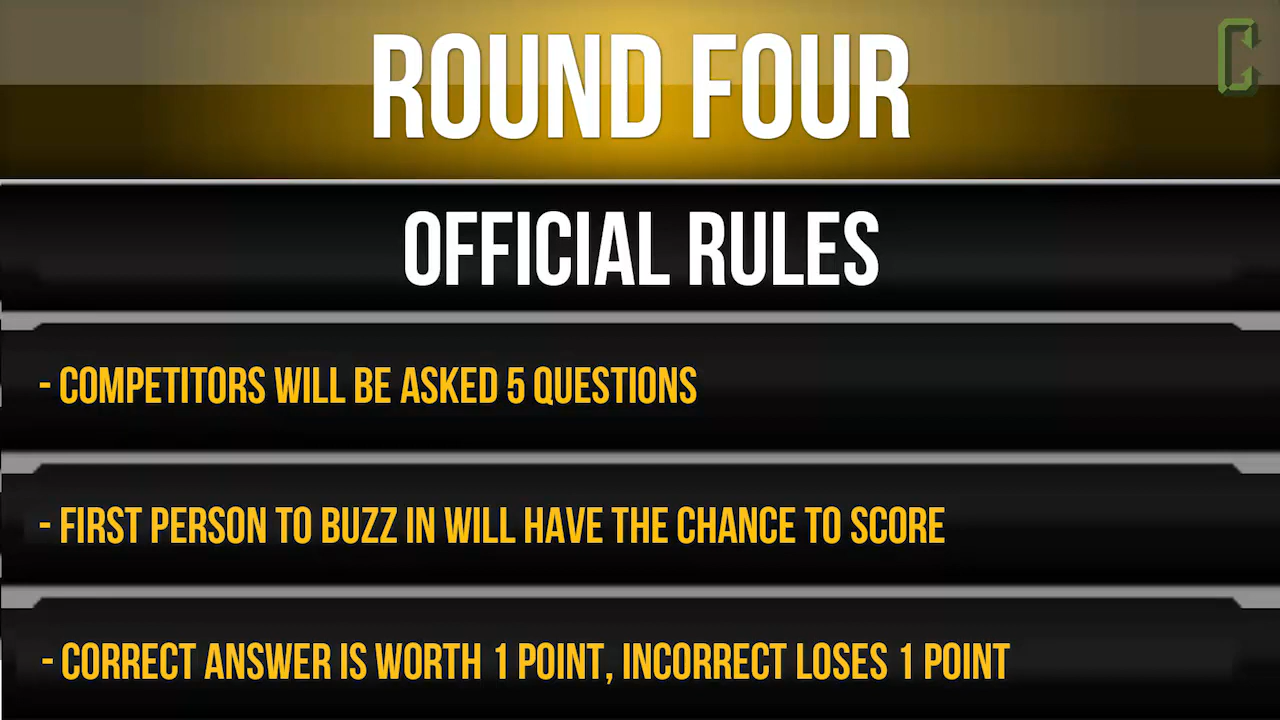 ROUND FOUR
OFFICIAL RULES
- COMPETITORS WILL BE ASKED 5 QUESTIONS
- FIRST PERSON TO BUZZ IN WILL HAVE THE CHANCE TO SCORE
- CORRECT ANSWER IS WORTH 1 POINT, INCORRECT LOSES 1 POINT